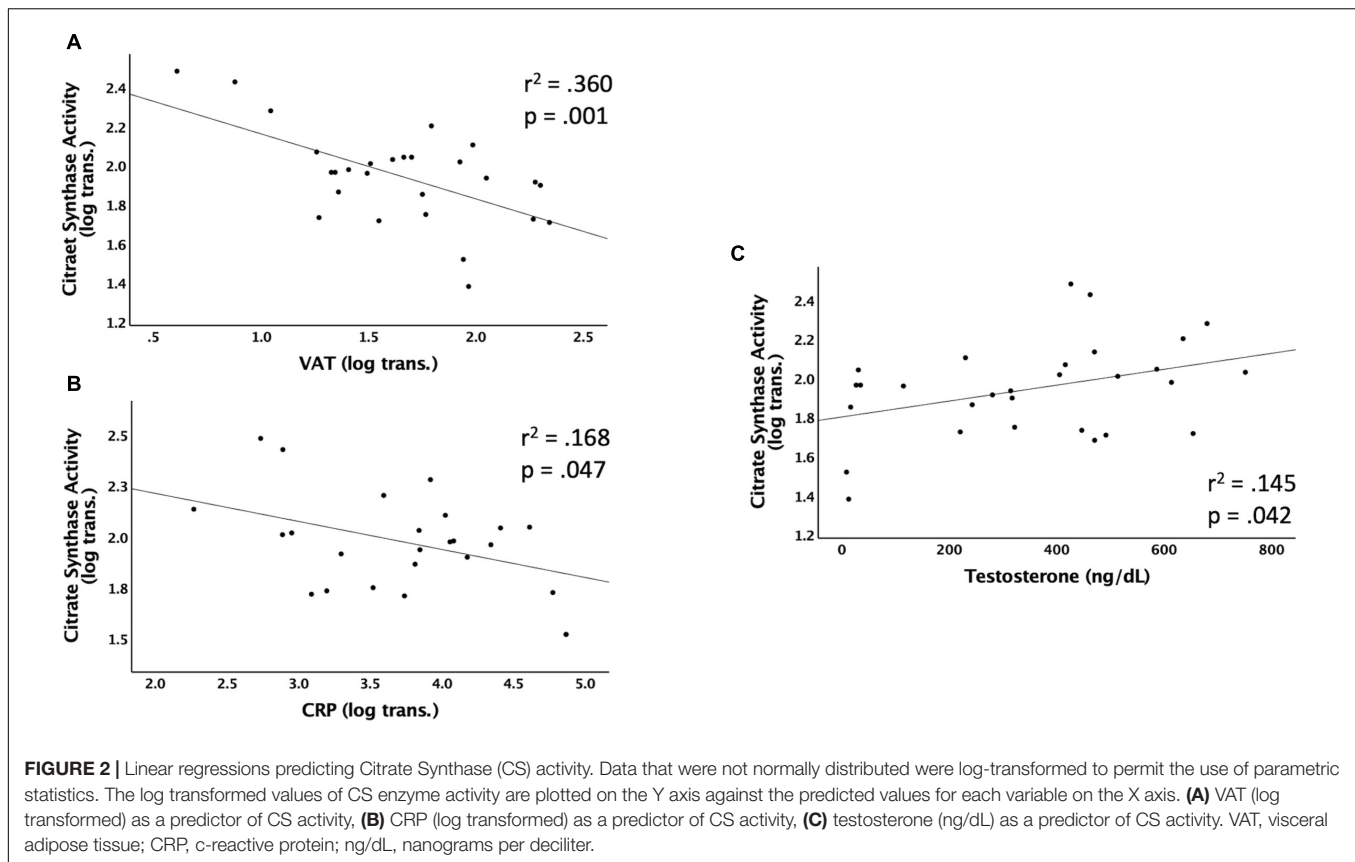 A
Citraet Synthase Activity
(log trans.)
2.4
2.2
2.0
1.8
1.6
1.4
1.2
r² = .360
p = .001
.5 1.0 1.5 2.0 2.5
VAT (log trans.)
B
Citrate Synthase Activity
(log trans.)
2.5
2.3
2.0
1.8
1.5
r² = .168
p = .047
2.0 2.5 3.0 3.5 4.0 4.5 5.0
CRP (log trans.)
C
Citrate Synthase Activity
(log trans.)
2.4
2.2
2.0
1.8
1.6
1.4
1.2
r² = .145
p = .042
0 200 400 600 800
Testosterone (ng/dL)
FIGURE 2 | Linear regressions predicting Citrate Synthase (CS) activity. Data that were not normally distributed were log-transformed to permit the use of parametric
statistics. The log transformed values of CS enzyme activity are plotted on the Y axis against the predicted values for each variable on the X axis. (A) VAT (log
transformed) as a predictor of CS activity, (B) CRP (log transformed) as a predictor of CS activity, (C) testosterone (ng/dL) as a predictor of CS activity. VAT, visceral
adipose tissue; CRP, c-reactive protein; ng/dL, nanograms per deciliter.